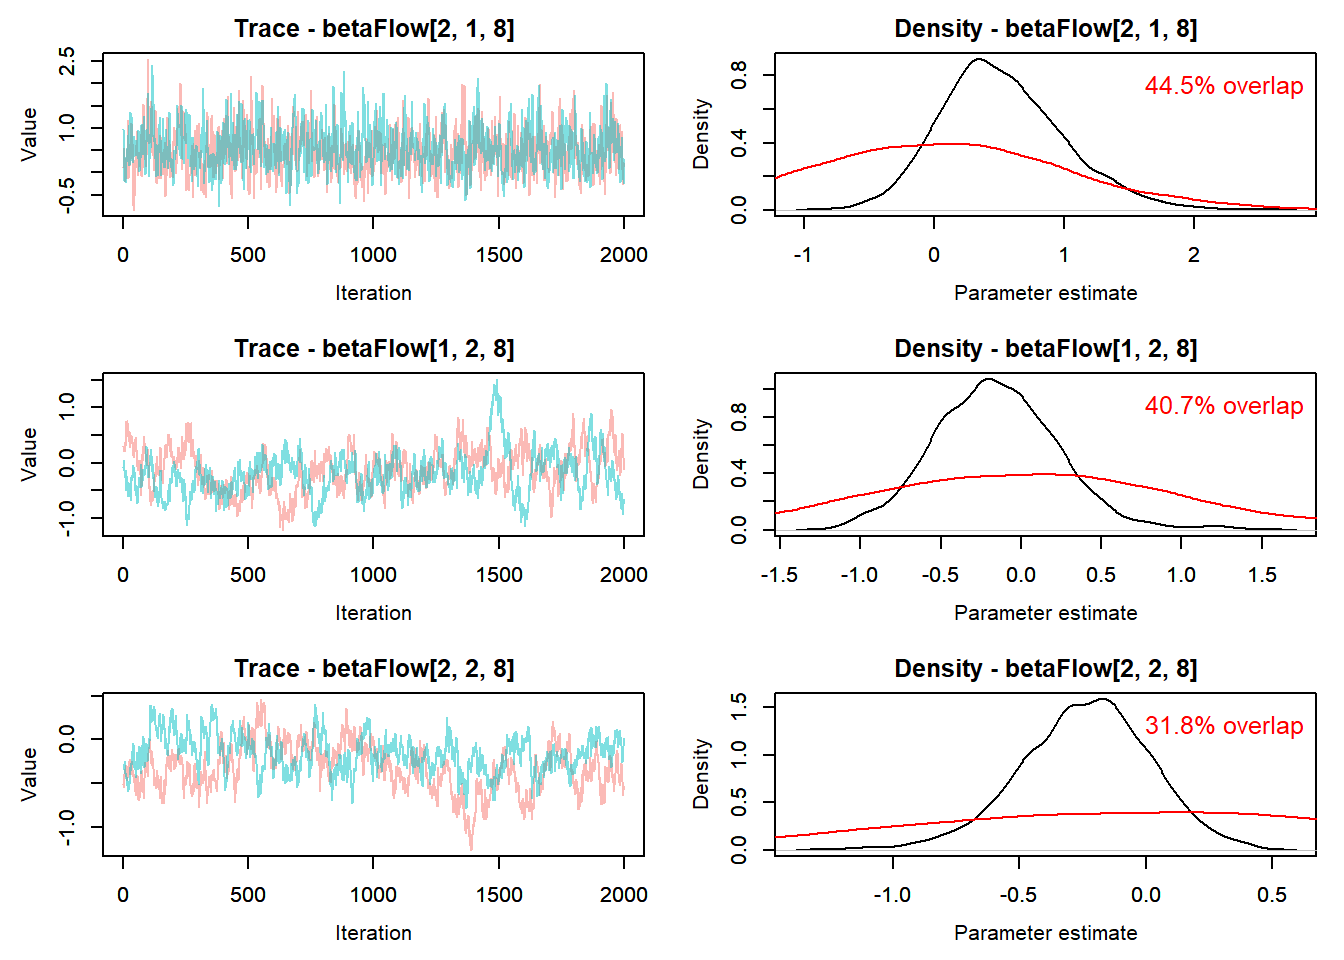 Trace - betaFlow[2, 1, 8]
Value
2.5
1.0
-0.5
0 500 1000 1500 2000
Iteration
Density - betaFlow[2, 1, 8]
44.5% overlap
Density
0.8
0.4
0.0
-1 0 1 2
Parameter estimate
Trace - betaFlow[1, 2, 8]
Value
1.0
0.0
-1.0
0 500 1000 1500 2000
Iteration
Density - betaFlow[1, 2, 8]
40.7% overlap
Density
0.8
0.4
0.0
-1.5 -1.0 -0.5 0.0 0.5 1.0 1.5
Parameter estimate
Trace - betaFlow[2, 2, 8]
Value
0.0
-1.0
0 500 1000 1500 2000
Iteration
Density - betaFlow[2, 2, 8]
31.8% overlap
Density
1.5
1.0
0.5
0.0
-1.0 -0.5 0.0 0.5
Parameter estimate